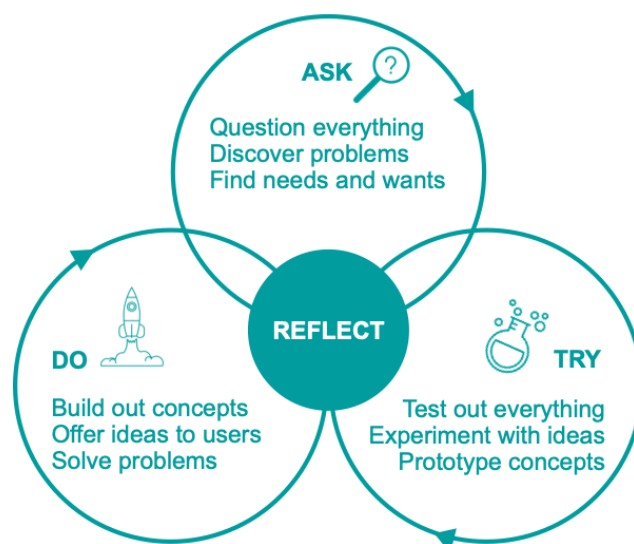 ASK
?
Question everything
Discover problems
Find needs and wants
REFLECT
DO
Build out concepts
Offer ideas to users
Solve problems
TRY
Test out everything
Experiment with ideas
Prototype concepts